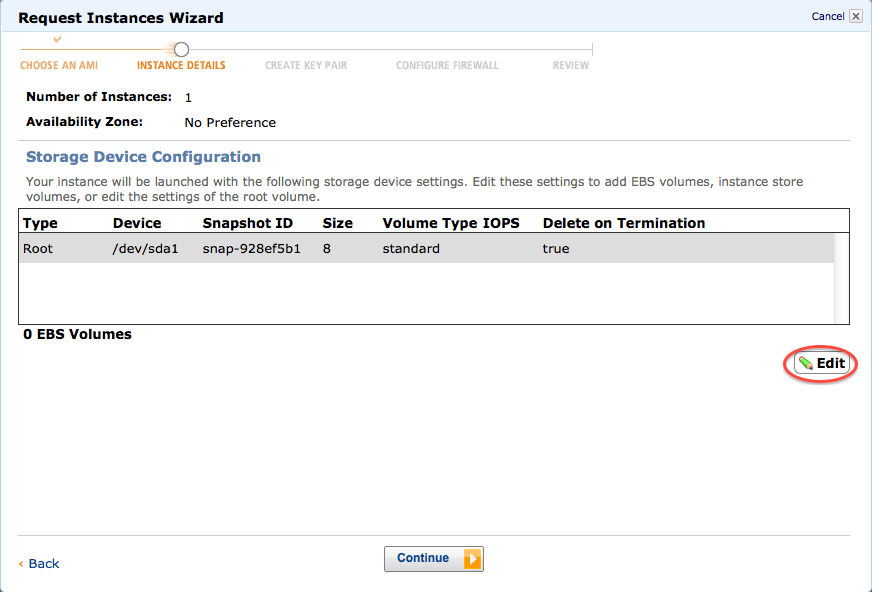 Request Instances Wizard
Cancel
CHOOSE AN AMI INSTANCE DETAILS CREATE KEY PAIR CONFIGURE FIREWALL REVIEW
Number of Instances: 1
Availability Zone: No Preference
Storage Device Configuration
Your instance will be launched with the following storage device settings. Edit these settings to add EBS volumes, instance store
volumes, or edit the settings of the root volume.
Type Device Snapshot ID Size Volume Type IOPS Delete on Termination
Root /dev/sda1 snap-928ef5b1 8 standard true
0 EBS Volumes
Edit
‹ Back
Continue